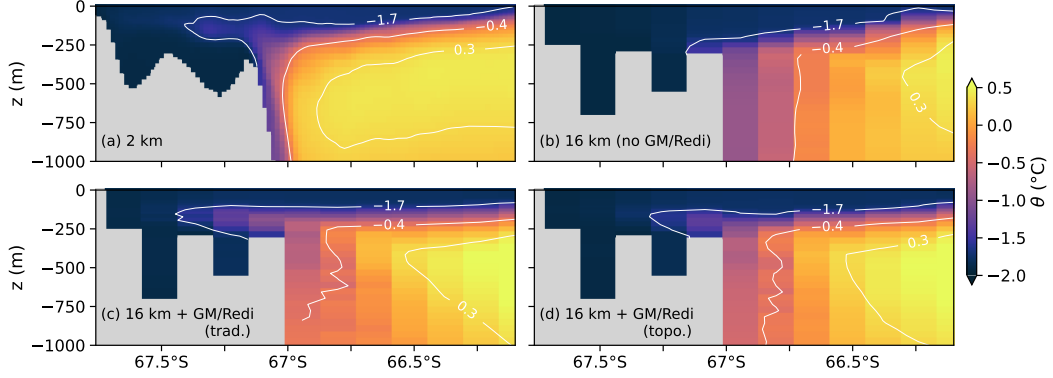 0
−250
−500
−750
−1000
z (m)
−1.7
−0.4
0.3
(a) 2 km
−1.7
−0.4
0.3
(b) 16 km (no GM/Redi)
0
−250
−500
−750
−1000
z (m)
−1.7
−0.4
0.3
(c) 16 km + GM/Redi
(trad.)
67.5°S
67°S
66.5°S
−1.7
−0.4
0.3
(d) 16 km + GM/Redi
(topo.)
67.5°S
67°S
66.5°S
0.5
0.0
−0.5
−1.0
−1.5
−2.0
θ (°C)